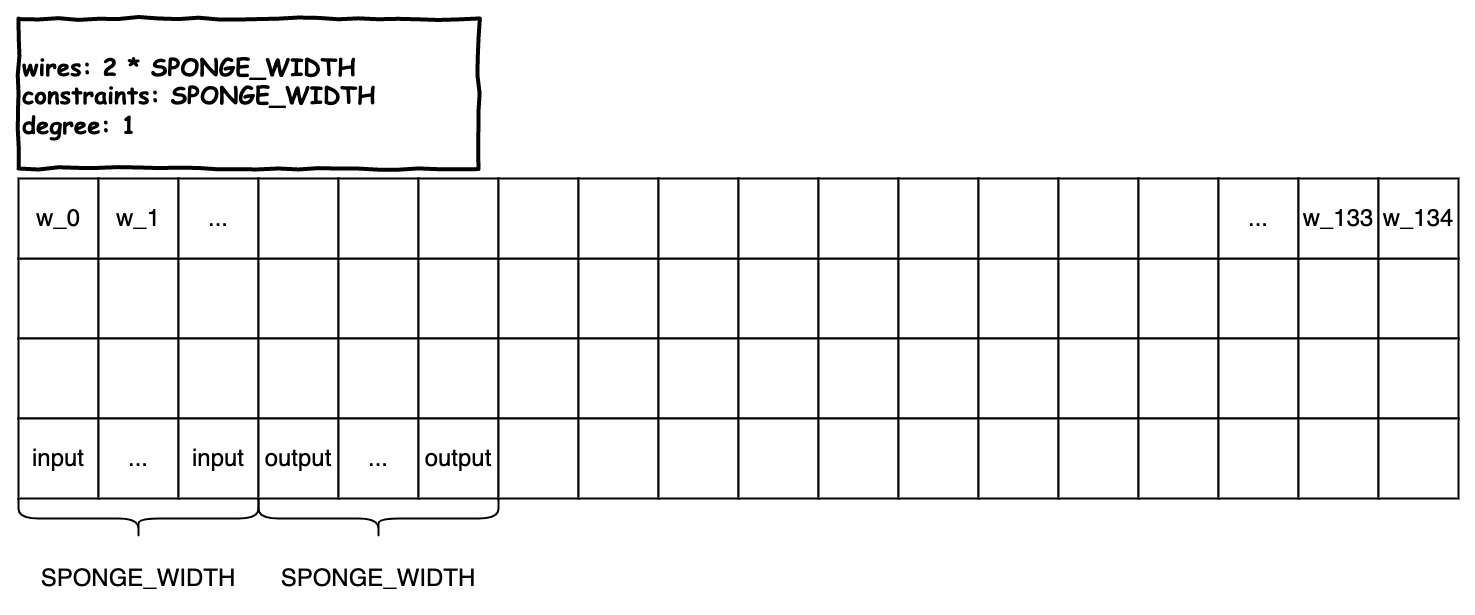 wires: 2 * SPONGE_WIDTH
constraints: SPONGE_WIDTH
degree: 1
w_0 w_1 ... ... w_133 w_134
input ... input output ... output
SPONGE_WIDTH SPONGE_WIDTH